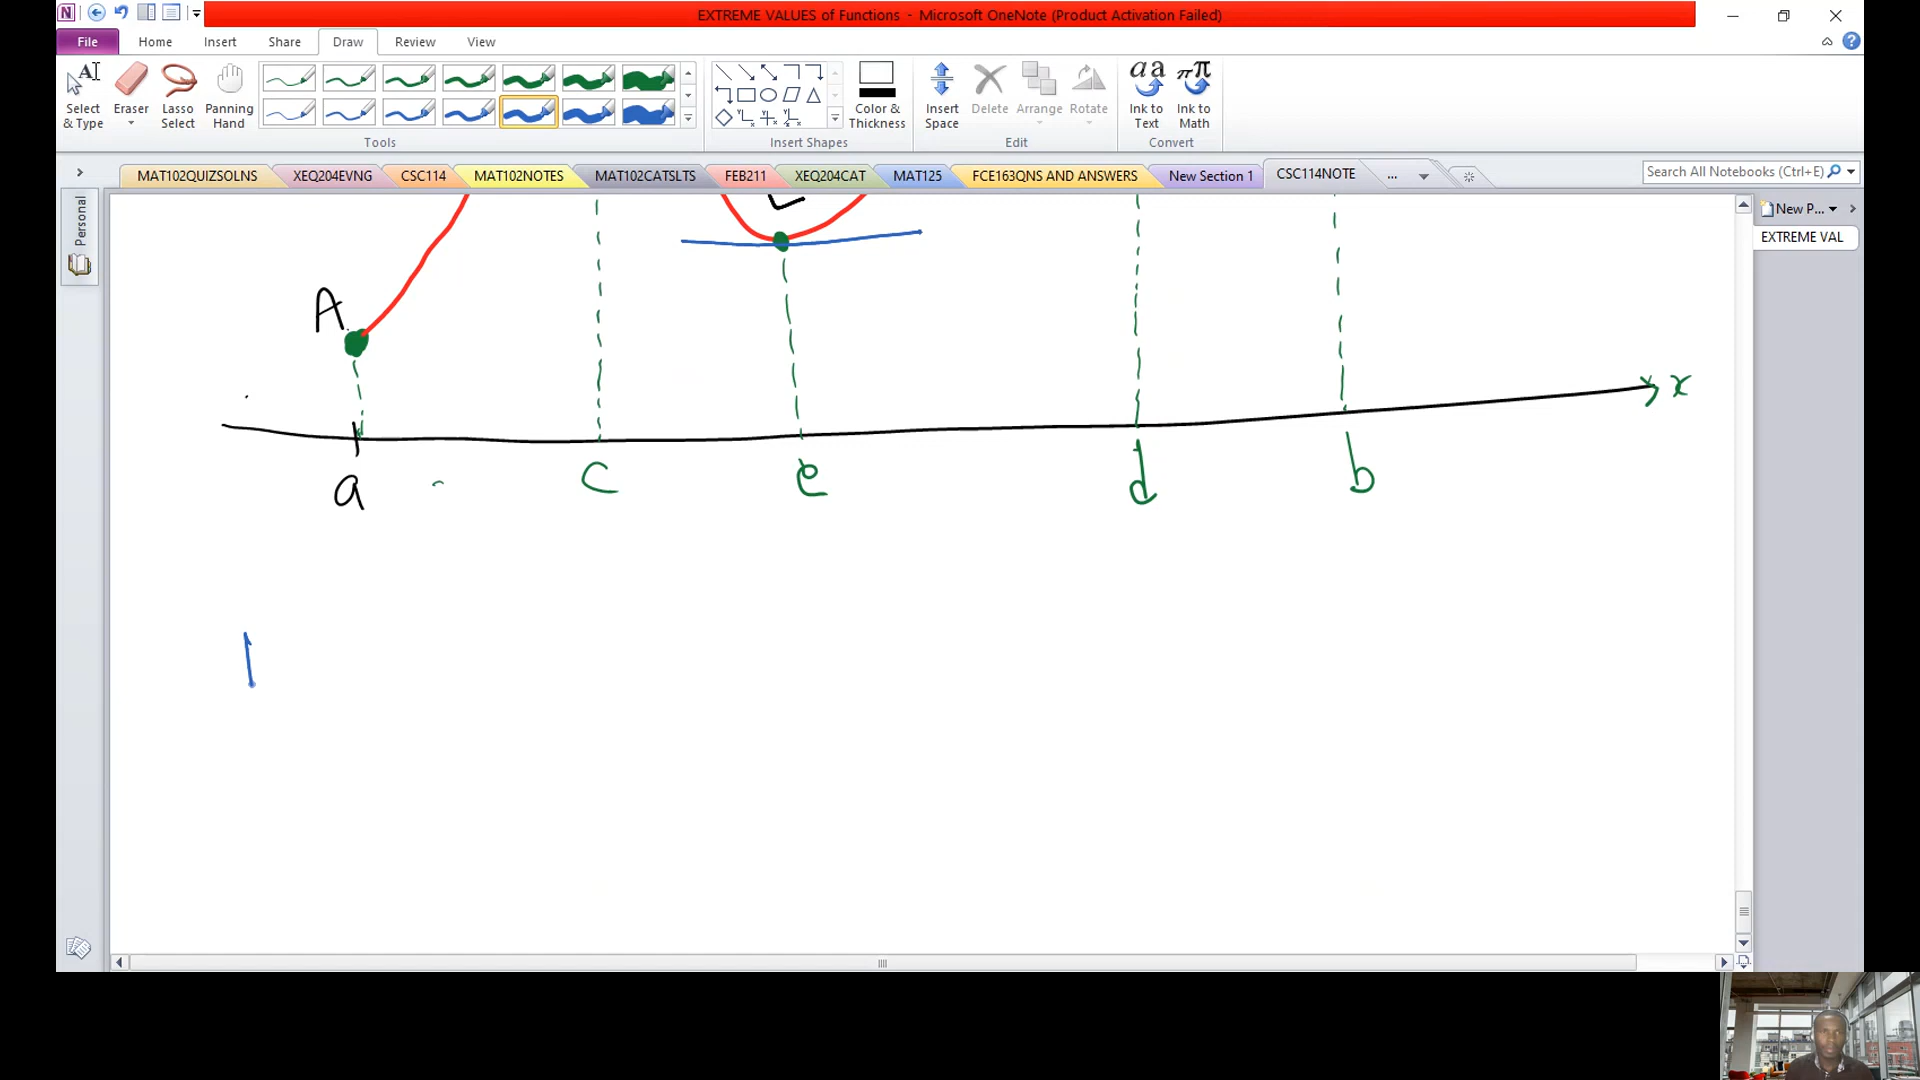 EXTREME VALUES of Functions - Microsoft OneNote (Product Activation Failed)
File Home Insert Share Draw Review View
Select & Type Eraser Lasso Select Panning Hand Color & Thickness Insert Space Delete Arrange Rotate Ink to Text Ink to Math
Tools Insert Shapes Edit Convert
MAT102QUIZSOLNS XEQ204EVNG CSC114 MAT102NOTES MAT102CATSLTS FEB211 XEQ204CAT MAT125 FCE163QNS AND ANSWERS New Section 1 CSC114NOTE ... Search All Notebooks (Ctrl+E)
Personal
New P...
EXTREME VAL
A
x
a c e d b